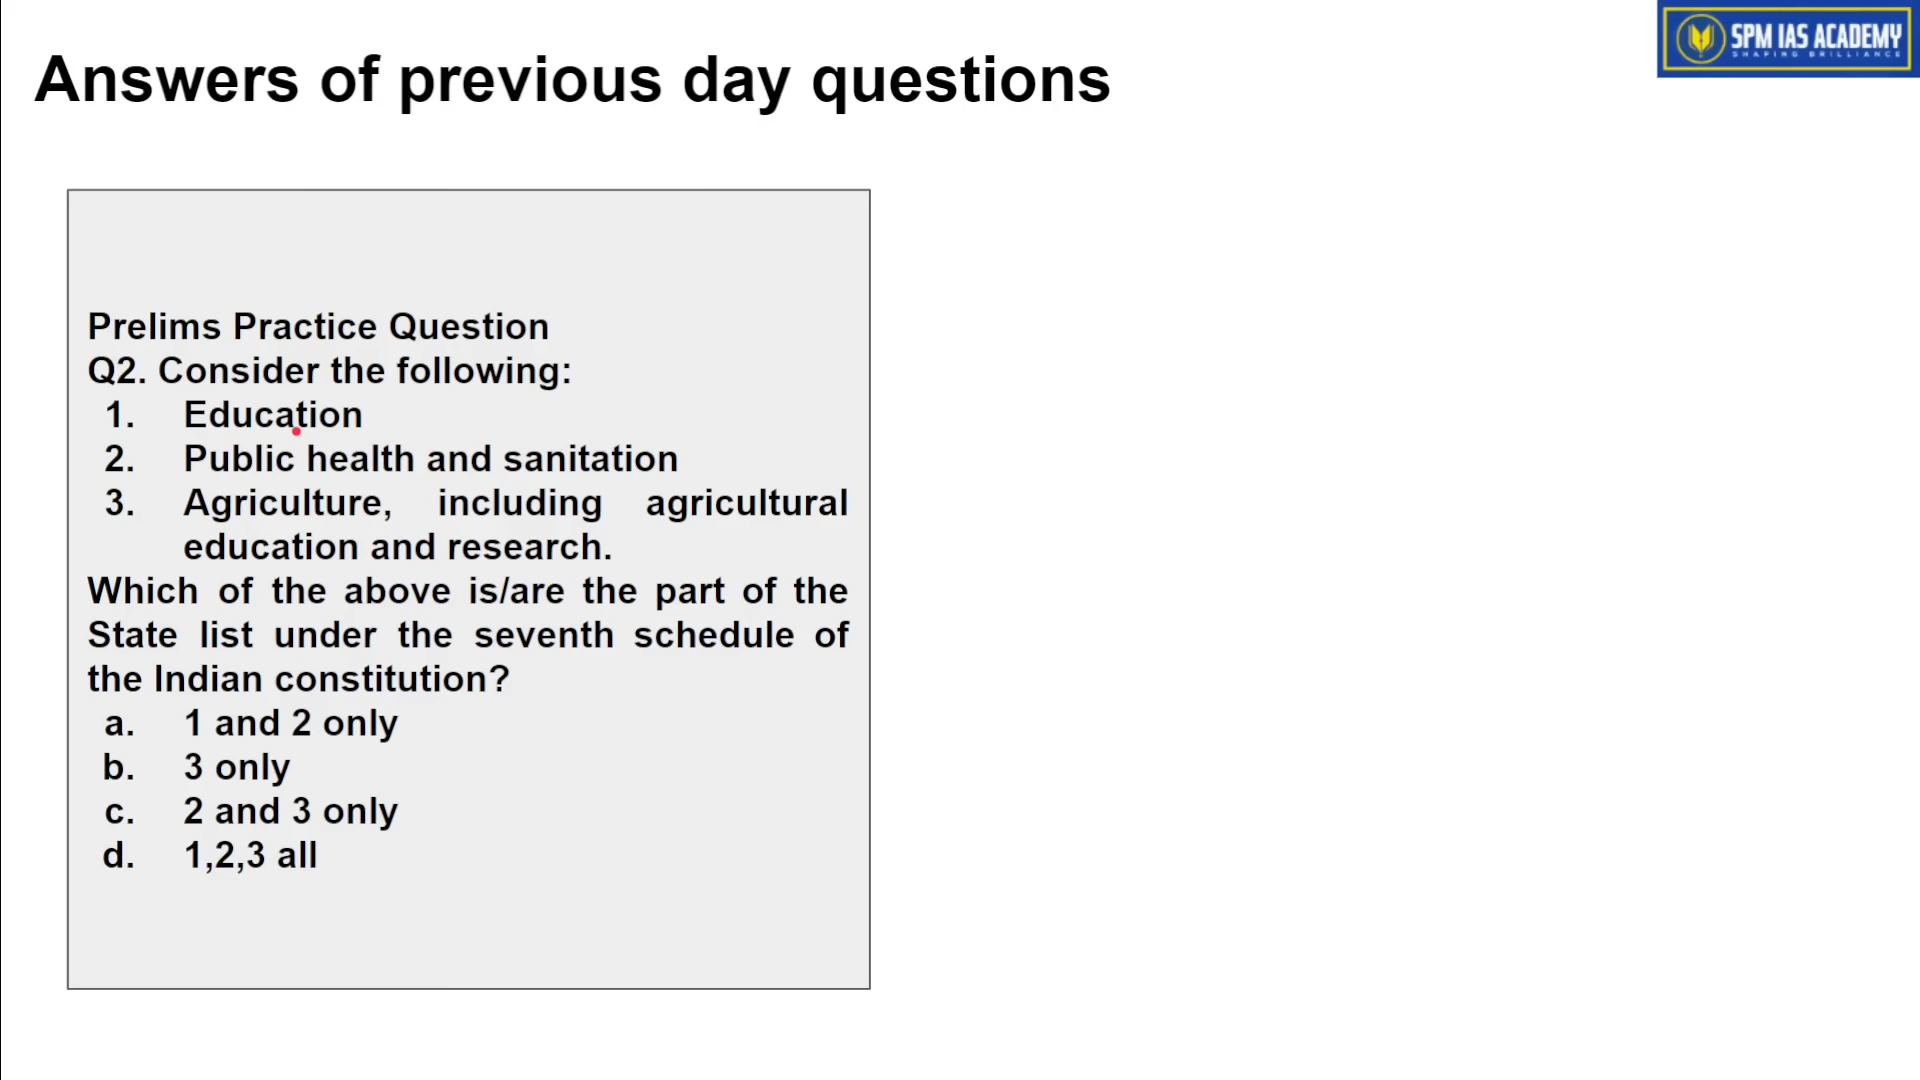 SPM IAS ACADEMY
SHAPING BRILLIANCE
Answers of previous day questions
Prelims Practice Question
Q2. Consider the following:
1. Education
2. Public health and sanitation
3. Agriculture, including agricultural
education and research.
Which of the above is/are the part of the
State list under the seventh schedule of
the Indian constitution?
a. 1 and 2 only
b. 3 only
c. 2 and 3 only
d. 1,2,3 all